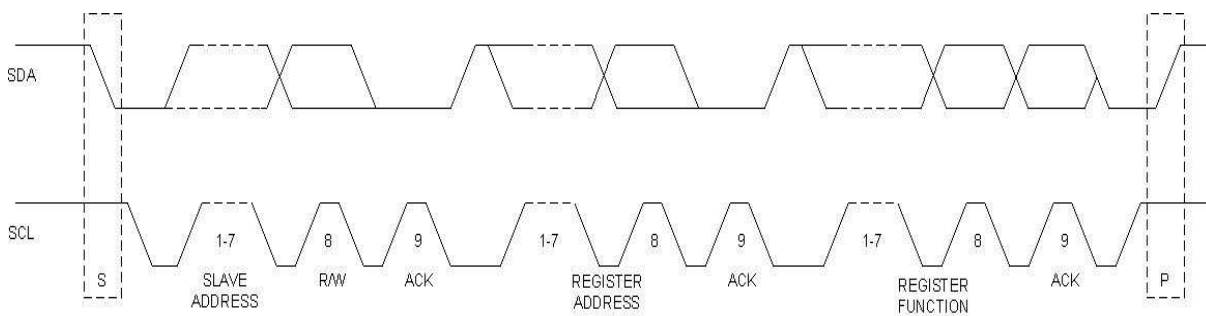 SDA
SCL
1-7 8 9 1-7 8 9 1-7 8 9
S SLAVE ADDRESS R/W ACK REGISTER ADDRESS ACK REGISTER FUNCTION ACK P